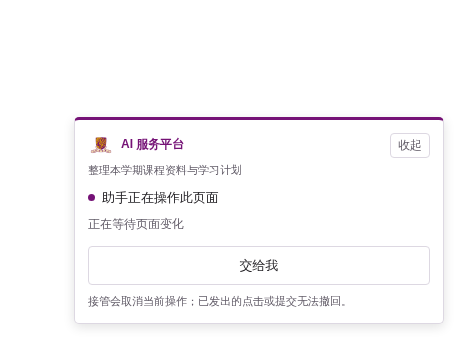 AI 服务平台
收起
整理本学期课程资料与学习计划
助手正在操作此页面
正在等待页面变化
交给我
接管会取消当前操作；已发出的点击或提交无法撤回。